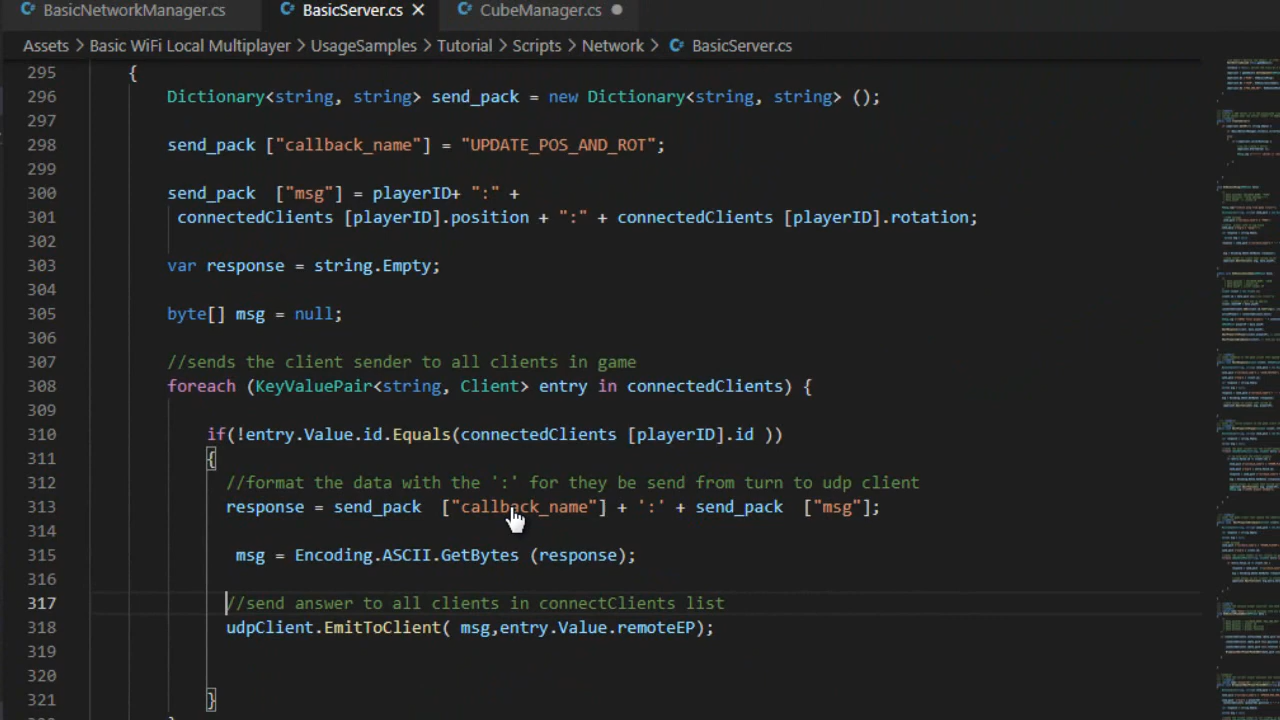 BasicNetworkManager.cs BasicServer.cs CubeManager.cs
Assets > Basic WiFi Local Multiplayer > UsageSamples > Tutorial > Scripts > Network > BasicServer.cs
295 {
296 Dictionary<string, string> send_pack = new Dictionary<string, string> ();
297
298 send_pack ["callback_name"] = "UPDATE_POS_AND_ROT";
299
300 send_pack  ["msg"] = playerID+ ":" +
301 connectedClients [playerID].position + ":" + connectedClients [playerID].rotation;
302
303 var response = string.Empty;
304
305 byte[] msg = null;
306
307 //sends the client sender to all clients in game
308 foreach (KeyValuePair<string, Client> entry in connectedClients) {
309
310 if(!entry.Value.id.Equals(connectedClients [playerID].id ))
311 {
312 //format the data with the ':' for they be send from turn to udp client
313 response = send_pack  ["callback_name"] + ':' + send_pack  ["msg"];
314
315 msg = Encoding.ASCII.GetBytes (response);
316
317 //send answer to all clients in connectClients list
318 udpClient.EmitToClient( msg,entry.Value.remoteEP);
319
320
321 }